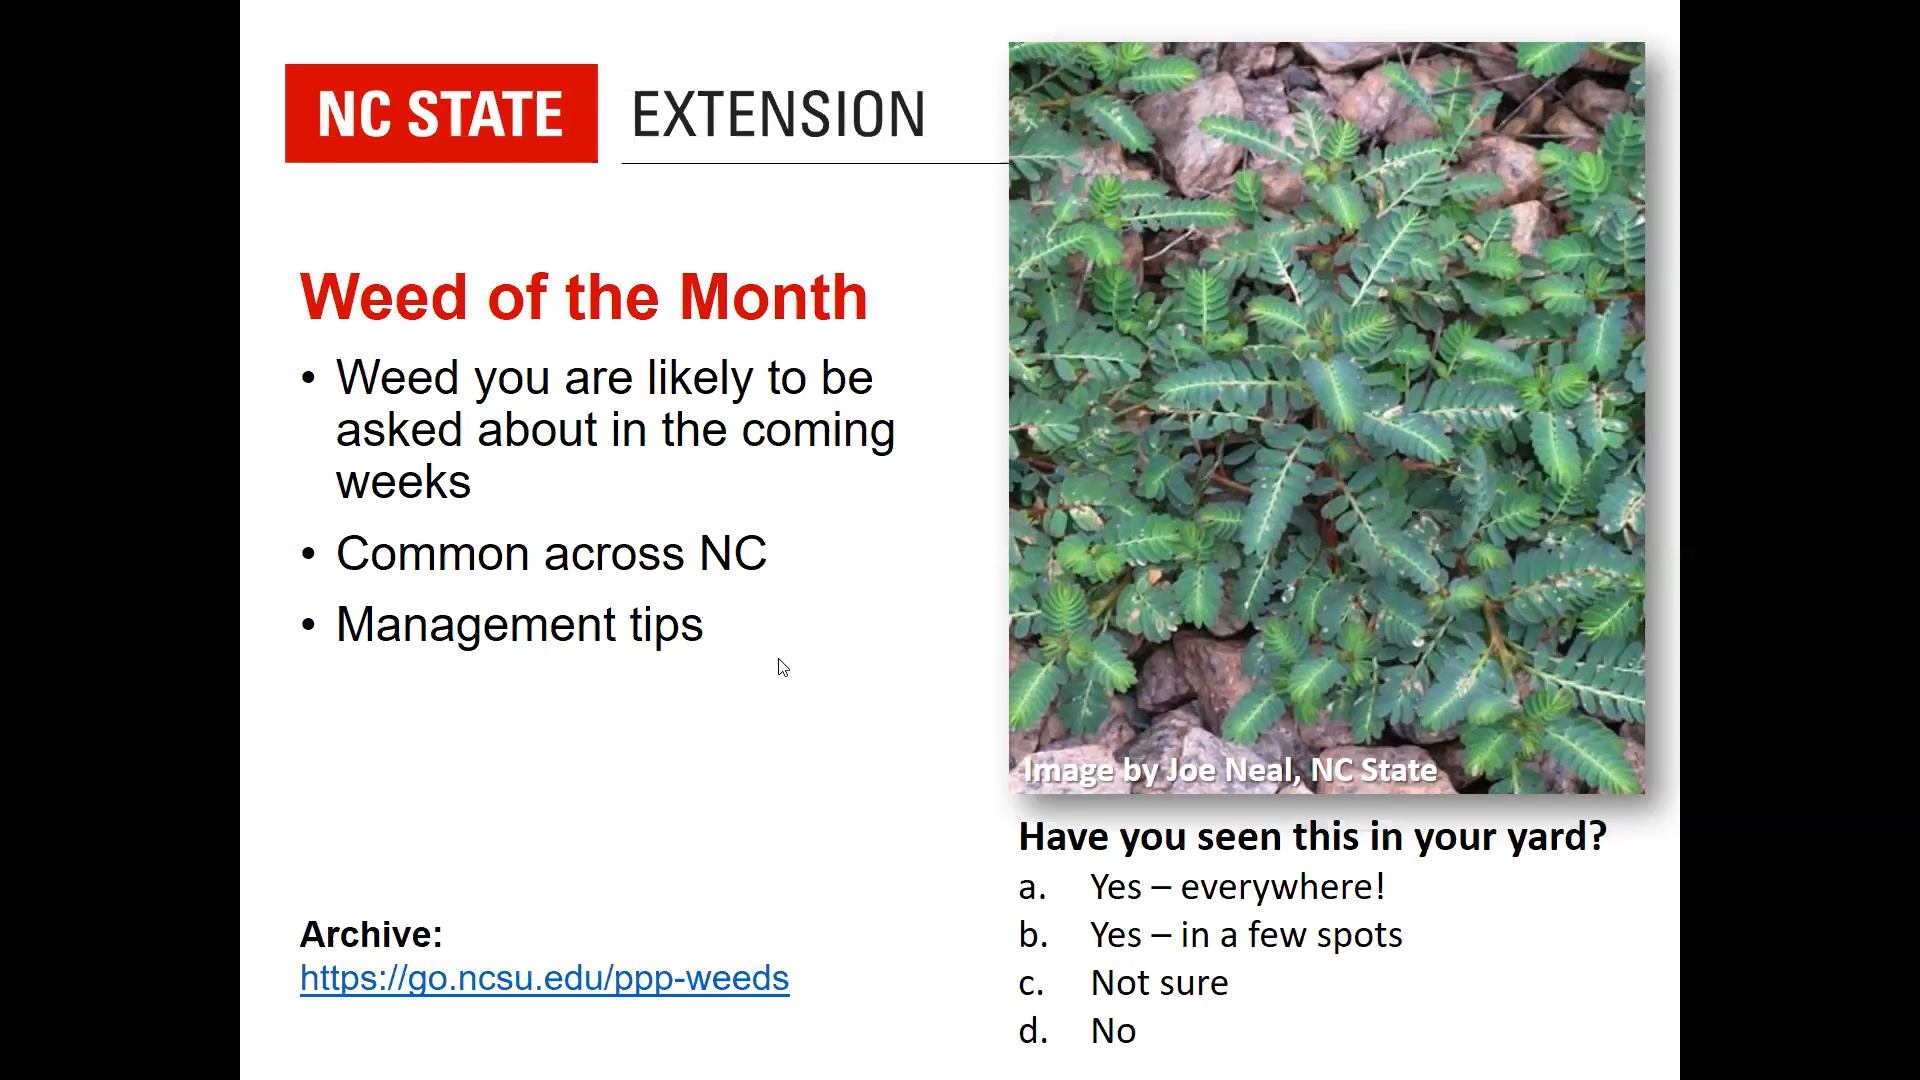 NC STATE EXTENSION
Weed of the Month
• Weed you are likely to be
asked about in the coming
weeks
• Common across NC
• Management tips
Archive:
https://go.ncsu.edu/ppp-weeds
Image by Joe Neal, NC State
Have you seen this in your yard?
a. Yes – everywhere!
b. Yes – in a few spots
c. Not sure
d. No